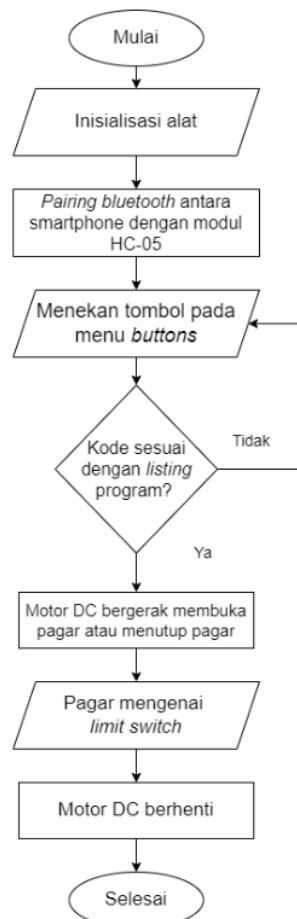 Mulai
Inisialisasi alat
Pairing bluetooth antara
smartphone dengan modul
HC-05
Menekan tombol pada
menu buttons
Kode sesuai
dengan listing
program?
Tidak
Ya
Motor DC bergerak membuka
pagar atau menutup pagar
Pagar mengenai
limit switch
Motor DC berhenti
Selesai